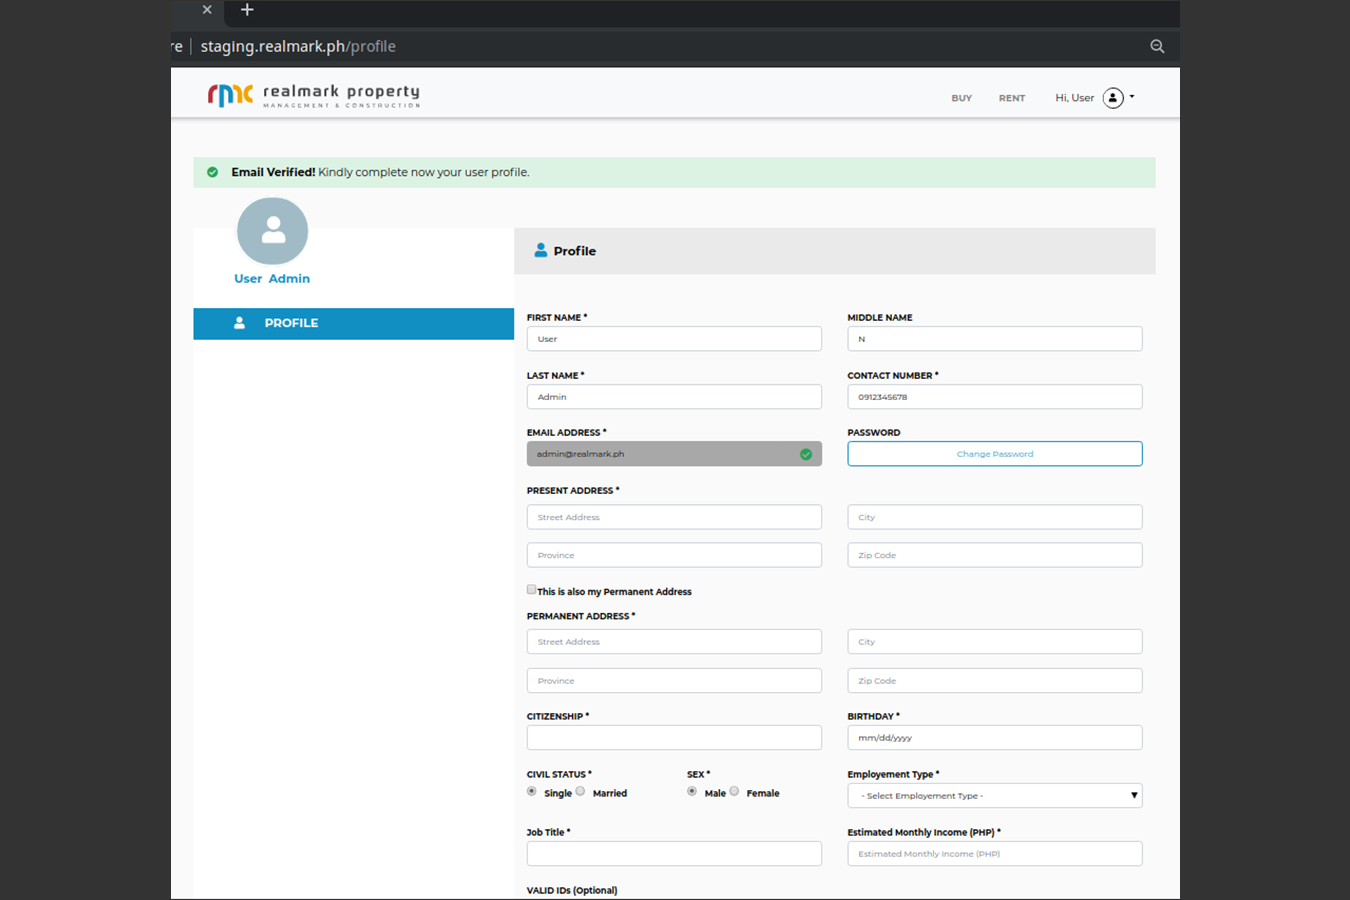 re | staging.realmark.ph/profile
rmc realmark property
MANAGEMENT & CONSTRUCTION
BUY RENT Hi, User
Email Verified! Kindly complete now your user profile.
User Admin
PROFILE
Profile
FIRST NAME * MIDDLE NAME
User N
LAST NAME * CONTACT NUMBER *
Admin 0912345678
EMAIL ADDRESS * PASSWORD
admin@realmark.ph Change Password
PRESENT ADDRESS *
Street Address City
Province Zip Code
This is also my Permanent Address
PERMANENT ADDRESS *
Street Address City
Province Zip Code
CITIZENSHIP * BIRTHDAY *
mm/dd/yyyy
CIVIL STATUS * SEX * Employement Type *
Single Married Male Female - Select Employement Type -
Job Title * Estimated Monthly Income (PHP) *
Estimated Monthly Income (PHP)
VALID IDs (Optional)